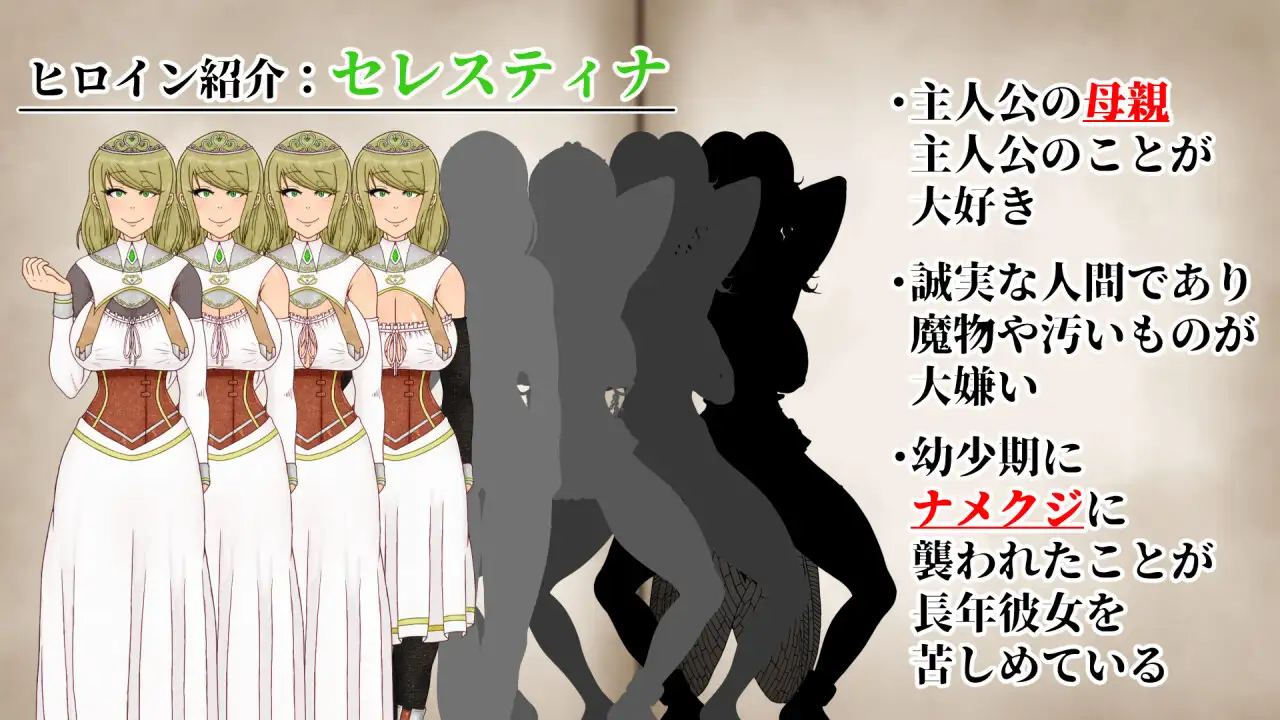 ヒロイン紹介：セレスティナ
・主人公の母親
主人公のことが
大好き
・誠実な人間であり
魔物や汚いものが
大嫌い
・幼少期に
ナメクジに
襲われたことが
長年彼女を
苦しめている